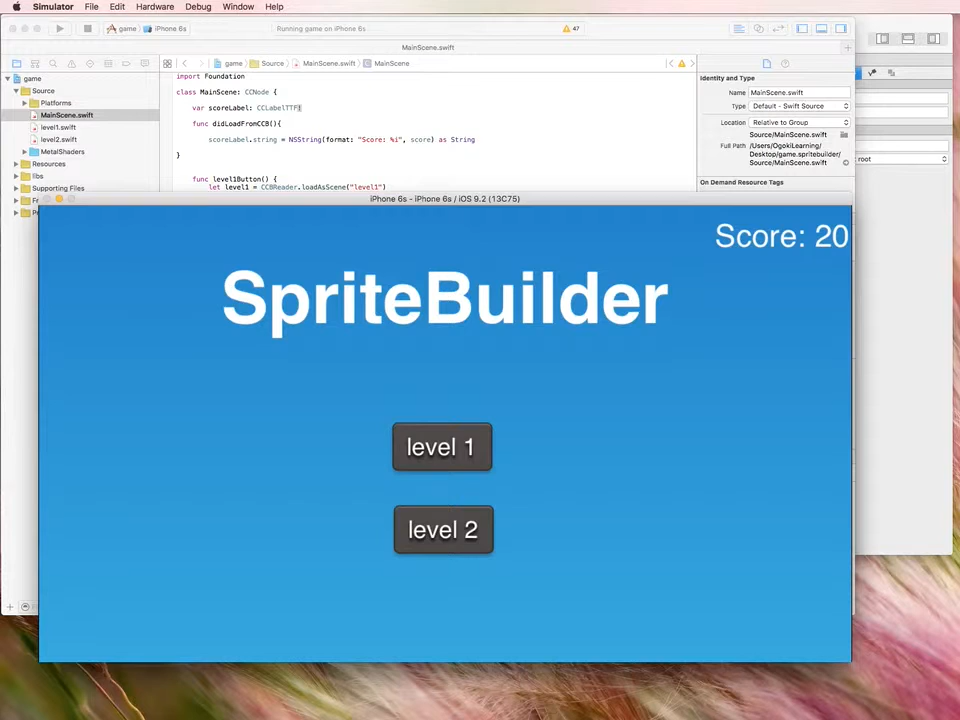 Simulator File Edit Hardware Debug Window Help
game iPhone 6s Running game on iPhone 6s 47
MainScene.swift
game Source MainScene.swift MainScene
game
Source
Platforms
MainScene.swift
level1.swift
level2.swift
MetalShaders
Resources
libs
Supporting Files
import Foundation
class MainScene: CCNode {
var scoreLabel: CCLabelTTF!
func didLoadFromCCB(){
scoreLabel.string = NSString(format: "Score: %i", score) as String
}
func level1Button() {
let level1 = CCBReader.loadAsScene("level1")
Identity and Type
Name MainScene.swift
Type Default - Swift Source
Location Relative to Group
Source/MainScene.swift
Full Path /Users/OgokiLearning/
Desktop/game.spritebuilder/
Source/MainScene.swift
On Demand Resource Tags
root
iPhone 6s - iPhone 6s / iOS 9.2 (13C75)
Score: 20
SpriteBuilder
level 1
level 2